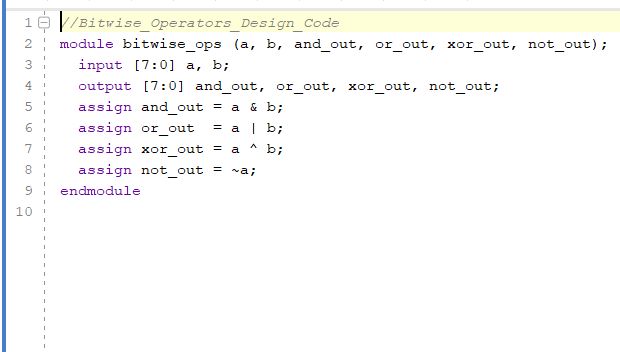 1 //Bitwise_Operators_Design_Code
2 module bitwise_ops (a, b, and_out, or_out, xor_out, not_out);
3   input [7:0] a, b;
4   output [7:0] and_out, or_out, xor_out, not_out;
5   assign and_out = a & b;
6   assign or_out  = a | b;
7   assign xor_out = a ^ b;
8   assign not_out = ~a;
9 endmodule
10